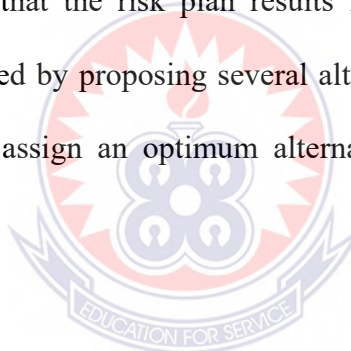 that the risk plan results
ed by proposing several alt
assign an optimum alterna
EDUCATION FOR SERVICE